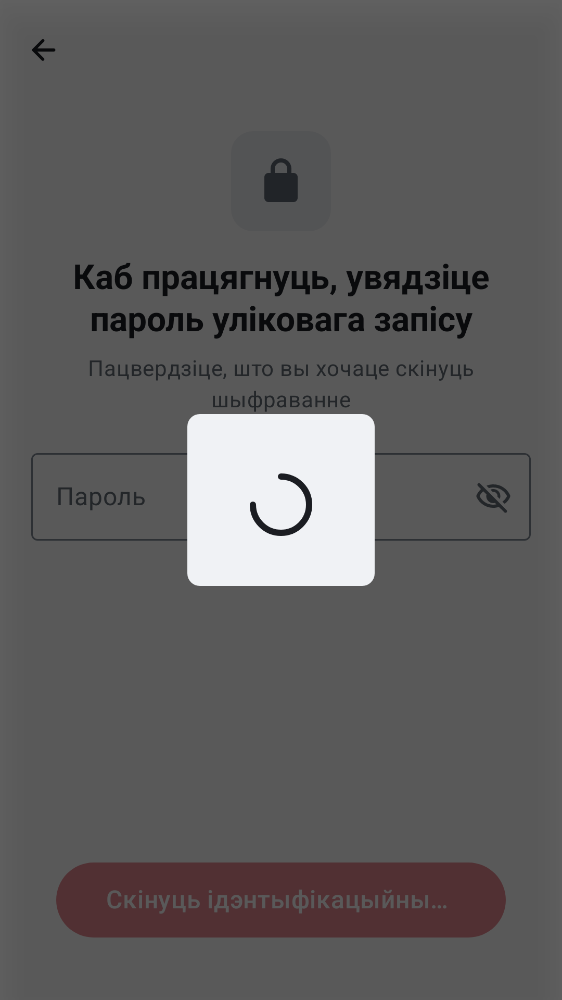 Каб працягнуць, увядзіце
пароль уліковага запісу
Пацвердзіце, што вы хочаце скінуць
шыфраванне
Пароль
Скінуць ідэнтыфікацыйны…